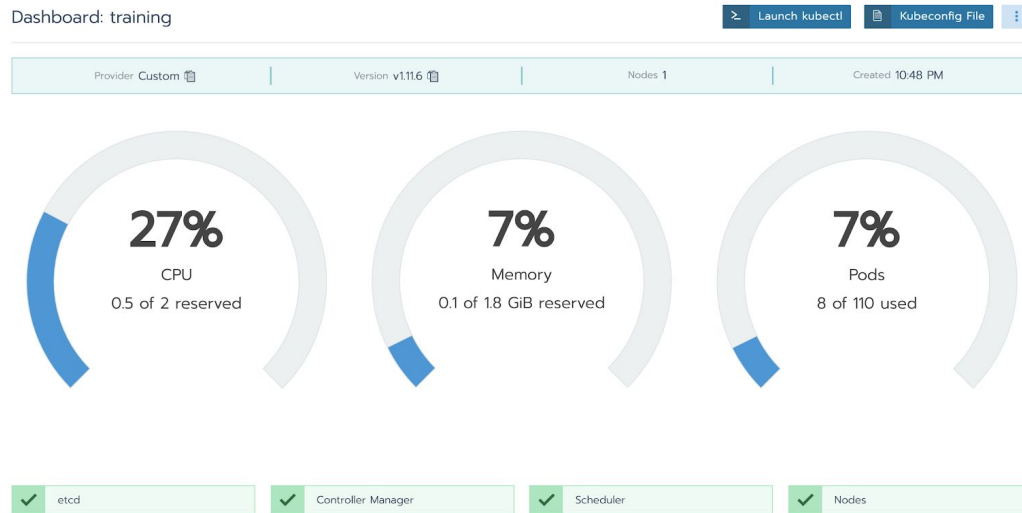 Dashboard: training
Launch kubectl
Kubeconfig File
Provider Custom
Version v1.11.6
Nodes 1
Created 10:48 PM
27%
CPU
0.5 of 2 reserved
7%
Memory
0.1 of 1.8 GiB reserved
7%
Pods
8 of 110 used
etcd
Controller Manager
Scheduler
Nodes